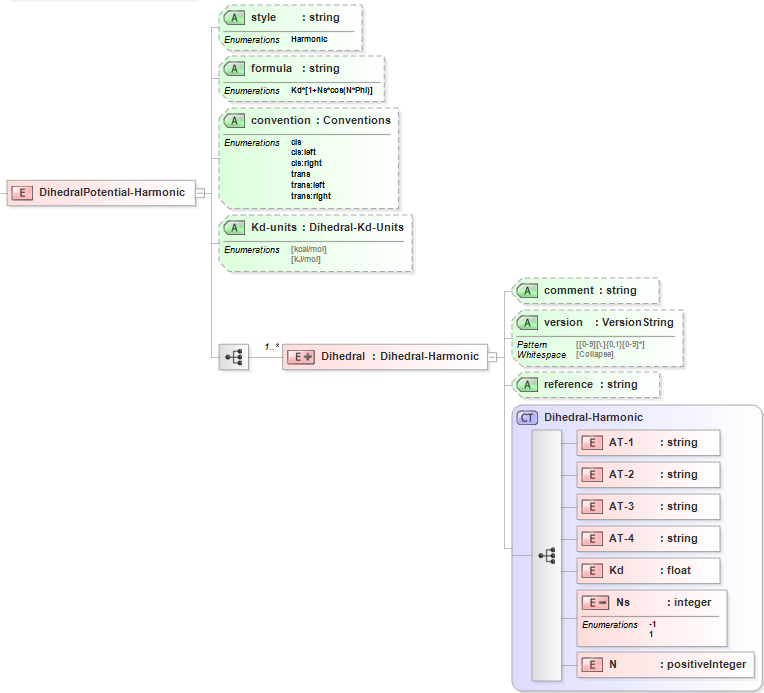 A style : string
Enumerations Harmonic
A formula : string
Enumerations Kd*[1+Ns*cos(N*Phi)]
A convention : Conventions
Enumerations cis
cis:left
cis:right
trans
trans:left
trans:right
E DihedralPotential-Harmonic
A Kd-units : Dihedral-Kd-Units
Enumerations [kcal/mol]
[kJ/mol]
1..*
E Dihedral : Dihedral-Harmonic
A comment : string
A version : VersionString
Pattern [[0-9][\.]{0,1}[0-9]*]
Whitespace [Collapse]
A reference : string
CT Dihedral-Harmonic
E AT-1 : string
E AT-2 : string
E AT-3 : string
E AT-4 : string
E Kd : float
E Ns : integer
Enumerations -1
1
E N : positiveInteger